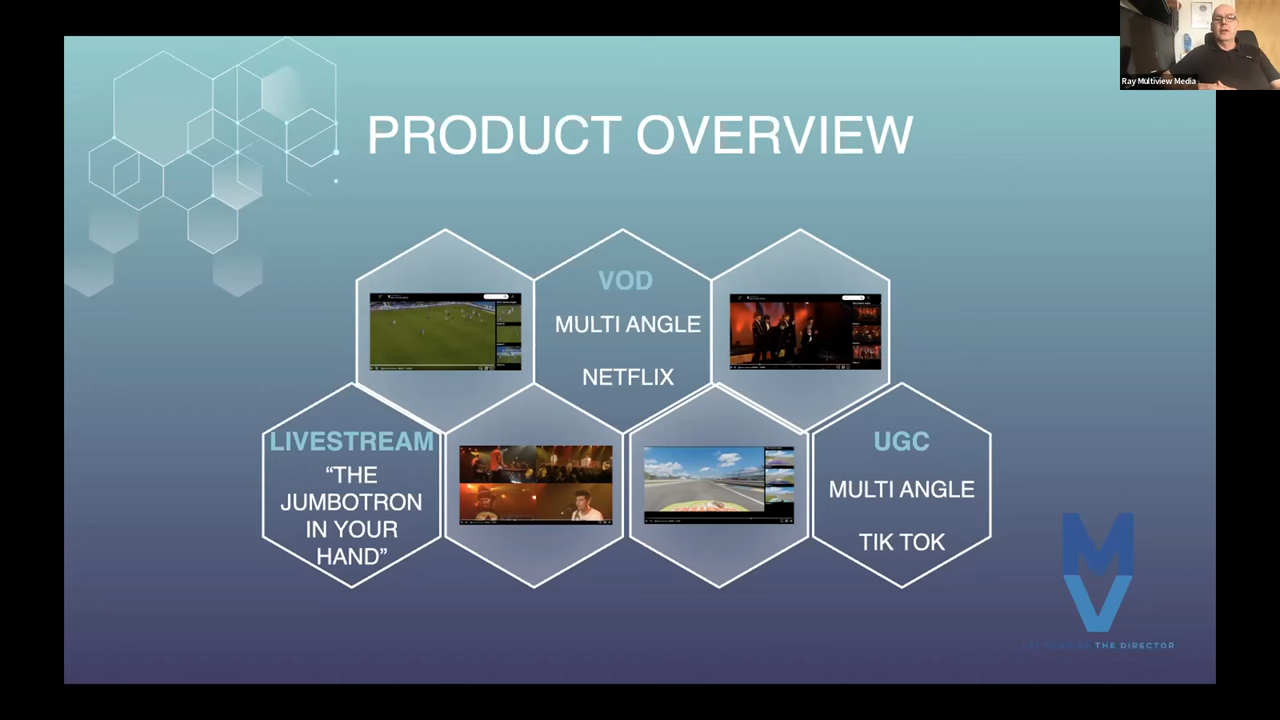 Ray Multiview Media
PRODUCT OVERVIEW
VOD
MULTI ANGLE
NETFLIX
LIVESTREAM
“THE
JUMBOTRON
IN YOUR
HAND”
UGC
MULTI ANGLE
TIK TOK
MV
THE DIRECTOR